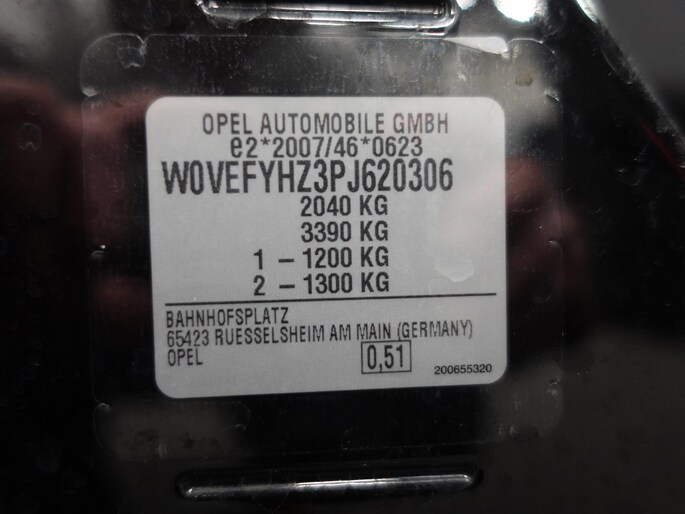 OPEL AUTOMOBILE GMBH
e2*2007/46*0623
W0VEFYHZ3PJ620306
2040 KG
3390 KG
1 - 1200 KG
2 - 1300 KG
BAHNHOFSPLATZ
65423 RUESSELSHEIM AM MAIN (GERMANY)
OPEL 0,51
200655320